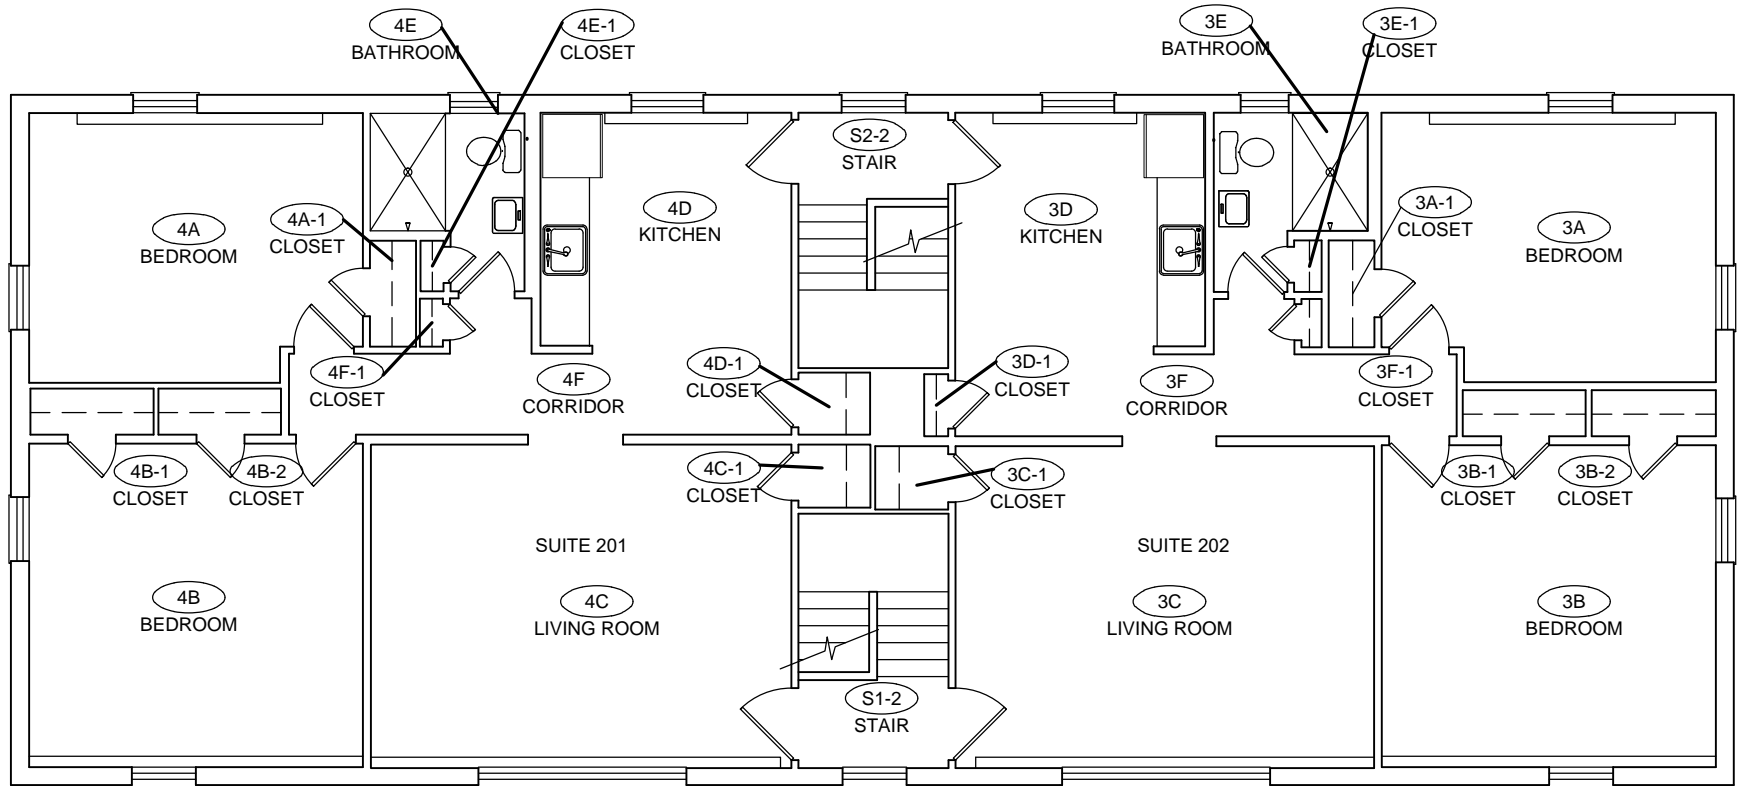 4E
BATHROOM
4E-1
CLOSET
3E
BATHROOM
3E-1
CLOSET
S2-2
STAIR
4A
BEDROOM
4A-1
CLOSET
4D
KITCHEN
3D
KITCHEN
3A-1
CLOSET
3A
BEDROOM
4F-1
CLOSET
4F
CORRIDOR
4D-1
CLOSET
3D-1
CLOSET
3F
CORRIDOR
3F-1
CLOSET
4B-1
CLOSET
4B-2
CLOSET
4C-1
CLOSET
3C-1
CLOSET
3B-1
CLOSET
3B-2
CLOSET
SUITE 201
SUITE 202
4B
BEDROOM
4C
LIVING ROOM
3C
LIVING ROOM
3B
BEDROOM
S1-2
STAIR